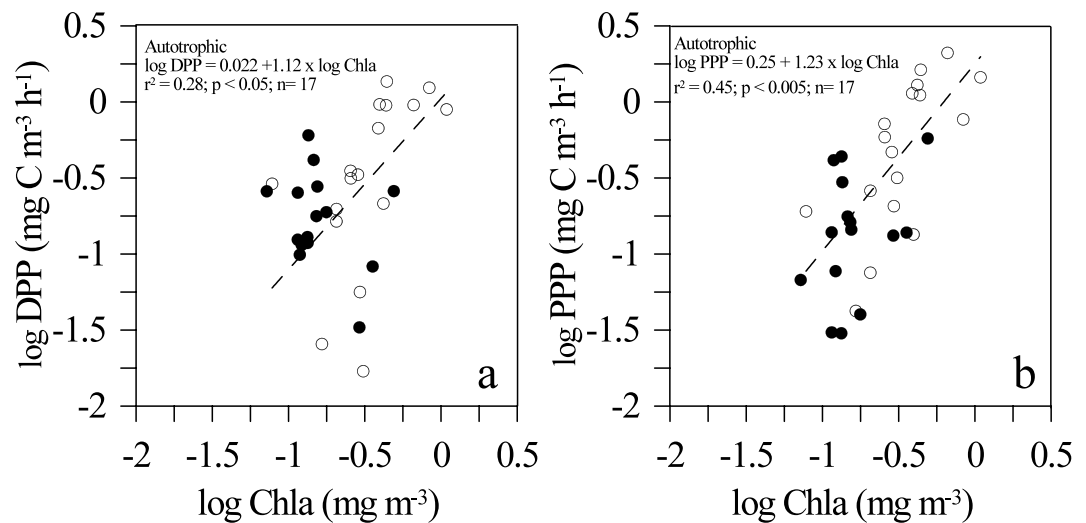 0.5
0
-0.5
-1
-1.5
-2
log DPP (mg C m⁻³ h⁻¹)
Autotrophic
log DPP = 0.022 +1.12 x log Chla
r² = 0.28; p < 0.05; n= 17
a
-2 -1.5 -1 -0.5 0 0.5
log Chla (mg m⁻³)
0.5
0
-0.5
-1
-1.5
-2
log PPP (mg C m⁻³ h⁻¹)
Autotrophic
log PPP = 0.25 + 1.23 x log Chla
r² = 0.45; p < 0.005; n= 17
b
-2 -1.5 -1 -0.5 0 0.5
log Chla (mg m⁻³)